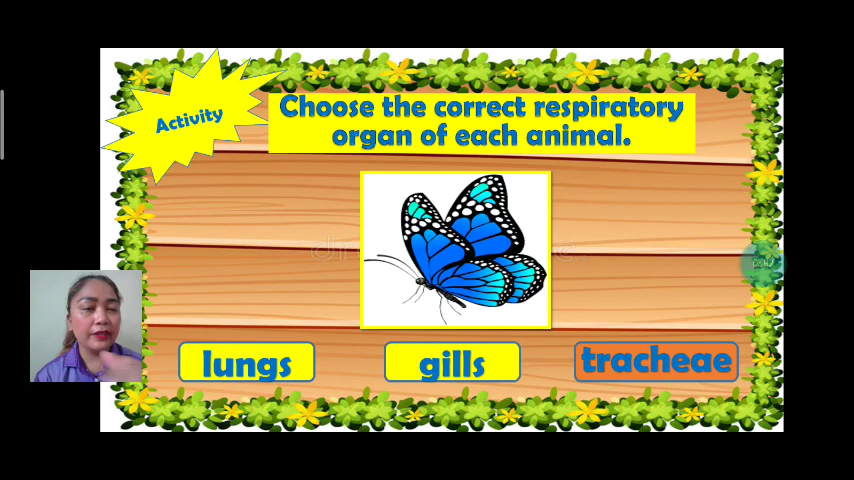 Activity
Choose the correct respiratory
organ of each animal.
lungs
gills
tracheae